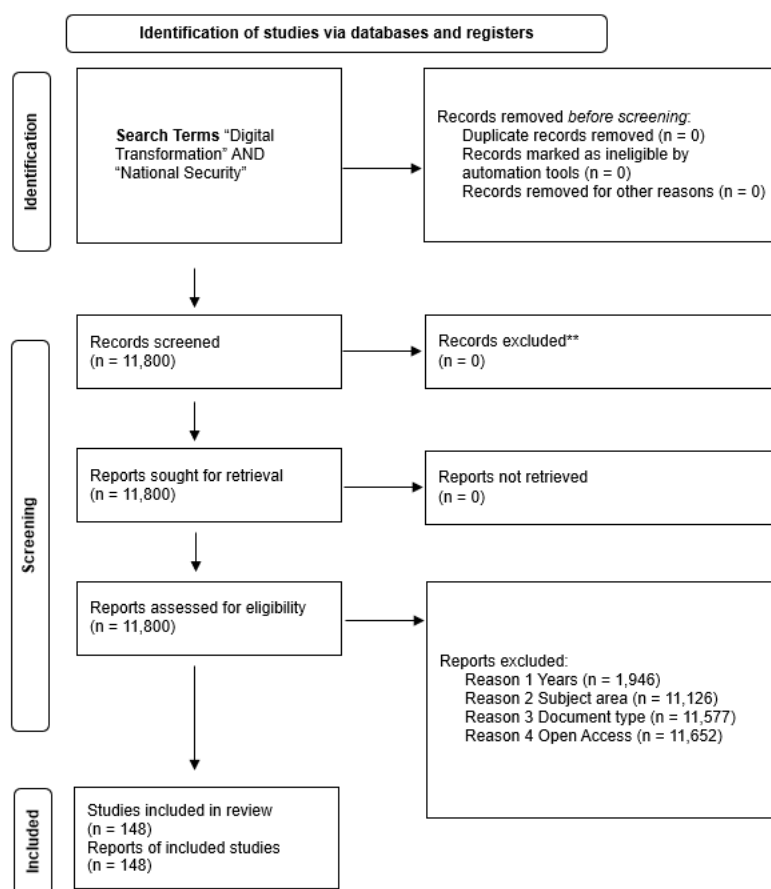 Identification of studies via databases and registers
Identification
Search Terms “Digital
Transformation” AND
“National Security”
Records removed before screening:
Duplicate records removed (n = 0)
Records marked as ineligible by
automation tools (n = 0)
Records removed for other reasons (n = 0)
Screening
Records screened
(n = 11,800)
Records excluded**
(n = 0)
Reports sought for retrieval
(n = 11,800)
Reports not retrieved
(n = 0)
Reports assessed for eligibility
(n = 11,800)
Reports excluded:
Reason 1 Years (n = 1,946)
Reason 2 Subject area (n = 11,126)
Reason 3 Document type (n = 11,577)
Reason 4 Open Access (n = 11,652)
Included
Studies included in review
(n = 148)
Reports of included studies
(n = 148)